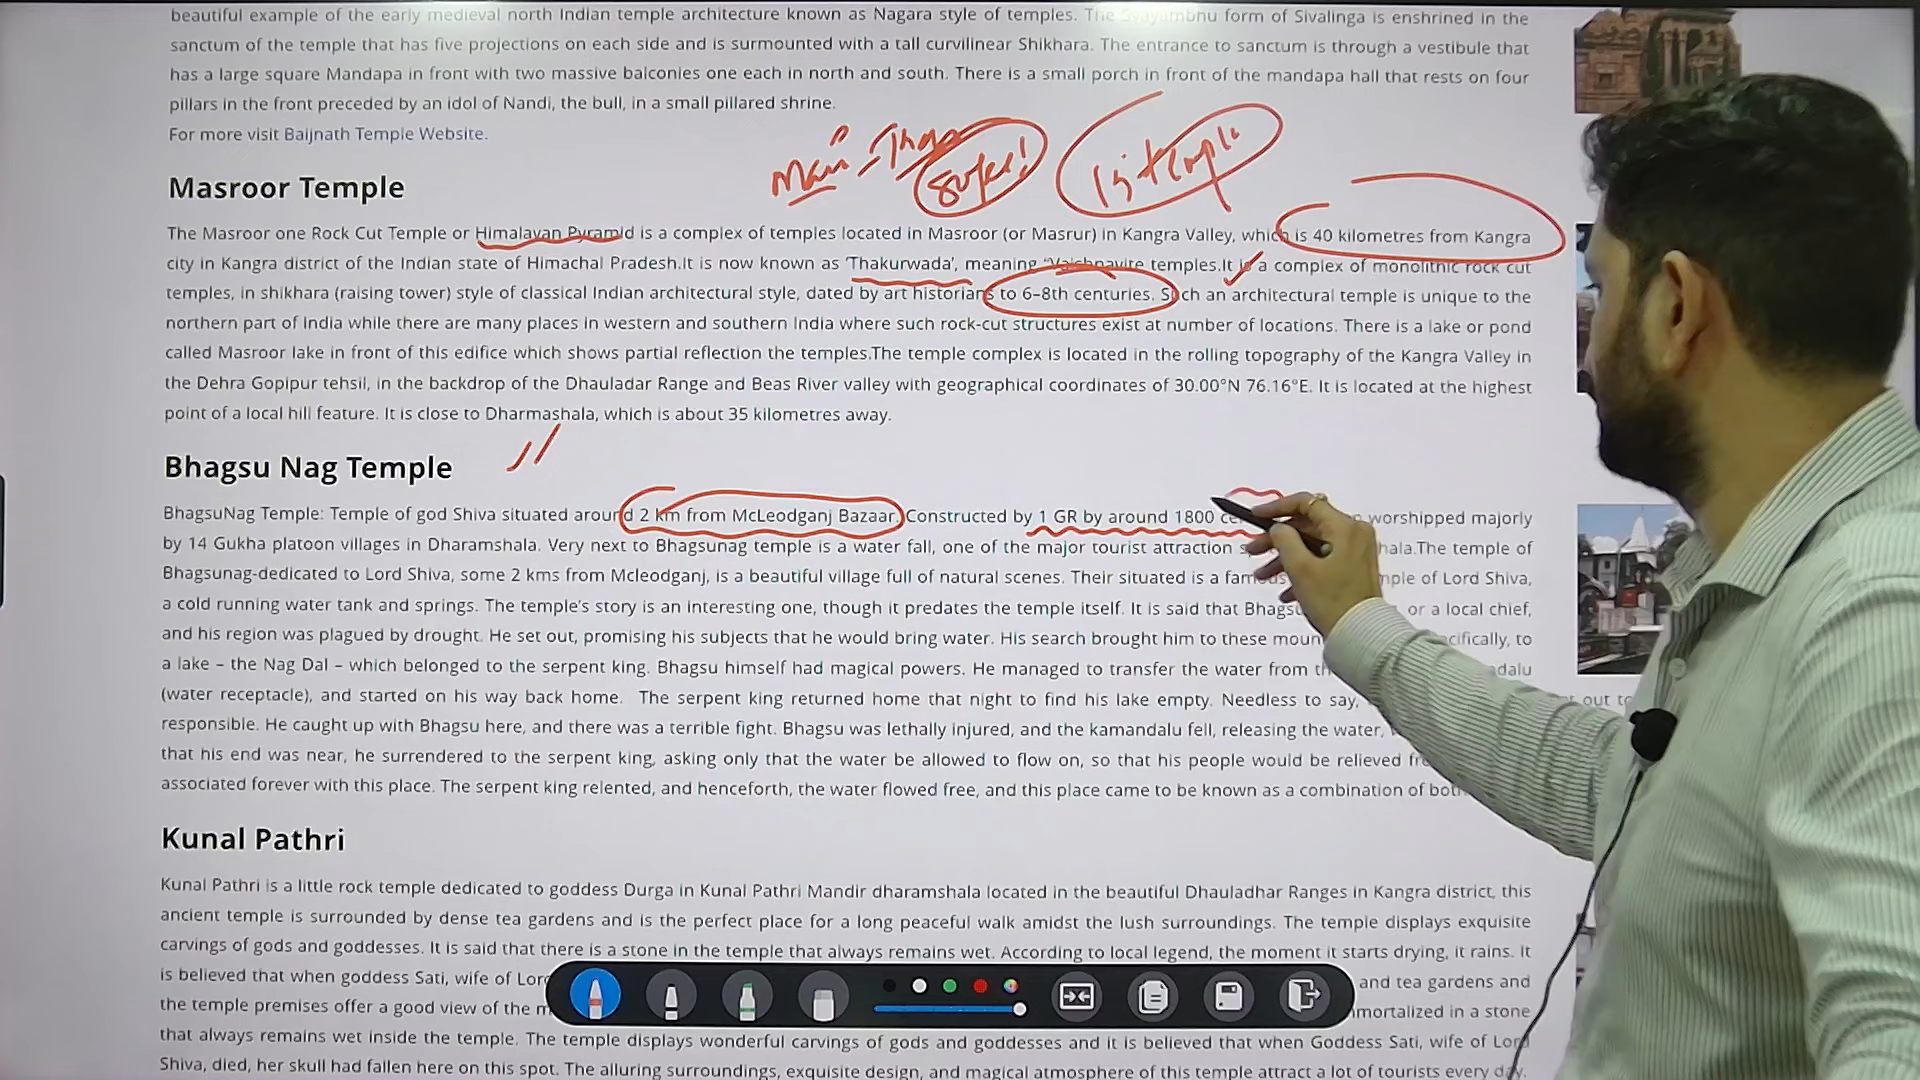 beautiful example of the early medieval north Indian temple architecture known as Nagara style of temples. The Svayambhu form of Sivalinga is enshrined in the
sanctum of the temple that has five projections on each side and is surmounted with a tall curvilinear Shikhara. The entrance to sanctum is through a vestibule that
has a large square Mandapa in front with two massive balconies one each in north and south. There is a small porch in front of the mandapa hall that rests on four
pillars in the front preceded by an idol of Nandi, the bull, in a small pillared shrine.
For more visit Baijnath Temple Website.
Main
15 temple
Masroor Temple
The Masroor one Rock Cut Temple or Himalayan Pyramid is a complex of temples located in Masroor (or Masrur) in Kangra Valley, which is 40 kilometres from Kangra
city in Kangra district of the Indian state of Himachal Pradesh.It is now known as ‘Thakurwada’, meaning “Vaishnavite temples.It is a complex of monolithic rock cut
temples, in shikhara (raising tower) style of classical Indian architectural style, dated by art historians to 6–8th centuries. Such an architectural temple is unique to the
northern part of India while there are many places in western and southern India where such rock-cut structures exist at number of locations. There is a lake or pond
called Masroor lake in front of this edifice which shows partial reflection the temples.The temple complex is located in the rolling topography of the Kangra Valley in
the Dehra Gopipur tehsil, in the backdrop of the Dhauladar Range and Beas River valley with geographical coordinates of 30.00°N 76.16°E. It is located at the highest
point of a local hill feature. It is close to Dharmashala, which is about 35 kilometres away.
Bhagsu Nag Temple
BhagsuNag Temple: Temple of god Shiva situated around 2 km from McLeodganj Bazaar. Constructed by 1 GR by around 1800 worshipped majorly
by 14 Gukha platoon villages in Dharamshala. Very next to Bhagsunag temple is a water fall, one of the major tourist attraction The temple of
Bhagsunag-dedicated to Lord Shiva, some 2 kms from Mcleodganj, is a beautiful village full of natural scenes. Their situated is a famous of Lord Shiva,
a cold running water tank and springs. The temple’s story is an interesting one, though it predates the temple itself. It is said that Bhagsu or a local chief,
and his region was plagued by drought. He set out, promising his subjects that he would bring water. His search brought him to these to
a lake – the Nag Dal – which belonged to the serpent king. Bhagsu himself had magical powers. He managed to transfer the water from
(water receptacle), and started on his way back home. The serpent king returned home that night to find his lake empty. Needless to say, out to
responsible. He caught up with Bhagsu here, and there was a terrible fight. Bhagsu was lethally injured, and the kamandalu fell, releasing the water,
that his end was near, he surrendered to the serpent king, asking only that the water be allowed to flow on, so that his people would be relieved
associated forever with this place. The serpent king relented, and henceforth, the water flowed free, and this place came to be known as a combination of
Kunal Pathri
Kunal Pathri is a little rock temple dedicated to goddess Durga in Kunal Pathri Mandir dharamshala located in the beautiful Dhauladhar Ranges in Kangra district, this
ancient temple is surrounded by dense tea gardens and is the perfect place for a long peaceful walk amidst the lush surroundings. The temple displays exquisite
carvings of gods and goddesses. It is said that there is a stone in the temple that always remains wet. According to local legend, the moment it starts drying, it rains. It
is believed that when goddess Sati, wife of and tea gardens and
the temple premises offer a good view of the in a stone
that always remains wet inside the temple. The temple displays wonderful carvings of gods and goddesses and it is believed that when Goddess Sati, wife of Lord
Shiva, died, her skull had fallen here on this spot. The alluring surroundings, exquisite design, and magical atmosphere of this temple attract a lot of tourists every day.